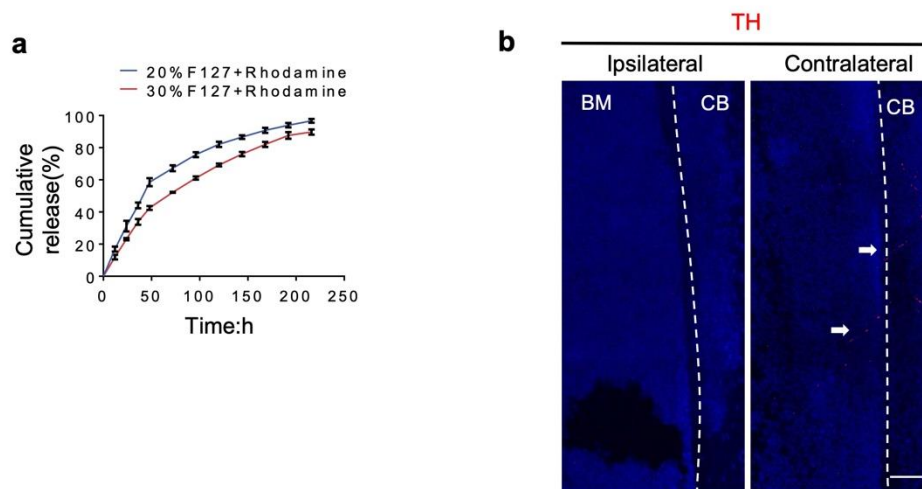 a
20%F127+Rhodamine
30%F127+Rhodamine
Cumulative
release(%)
100
80
60
40
20
0
0 50 100 150 200 250
Time:h
b
TH
Ipsilateral Contralateral
BM CB CB